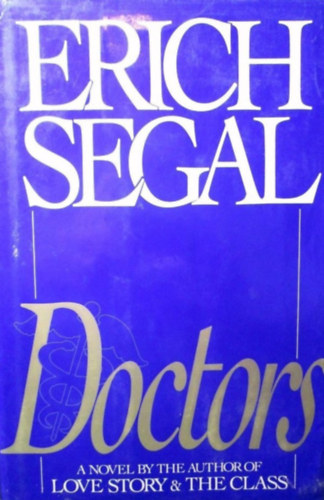 ERICH
SEGAL
Doctors
A NOVEL BY THE AUTHOR OF
LOVE STORY & THE CLASS